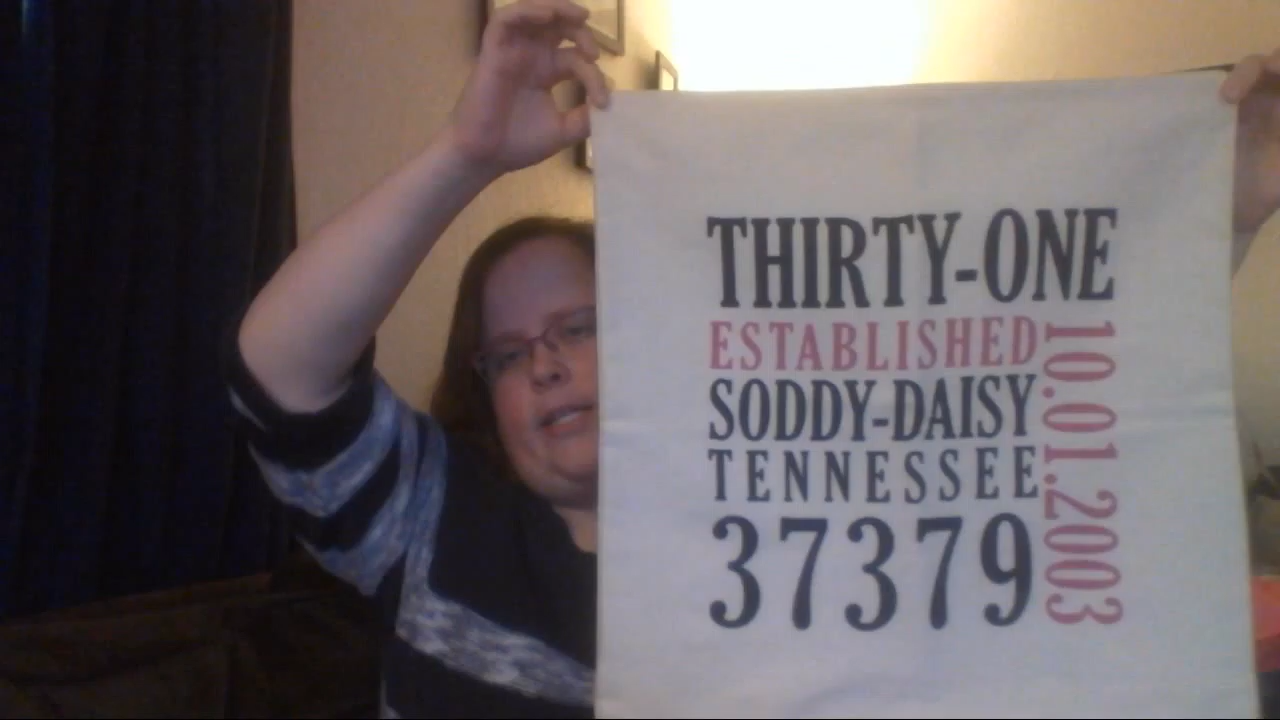 THIRTY-ONE
ESTABLISHED
SODDY-DAISY
TENNESSEE
37379
10.01.2003